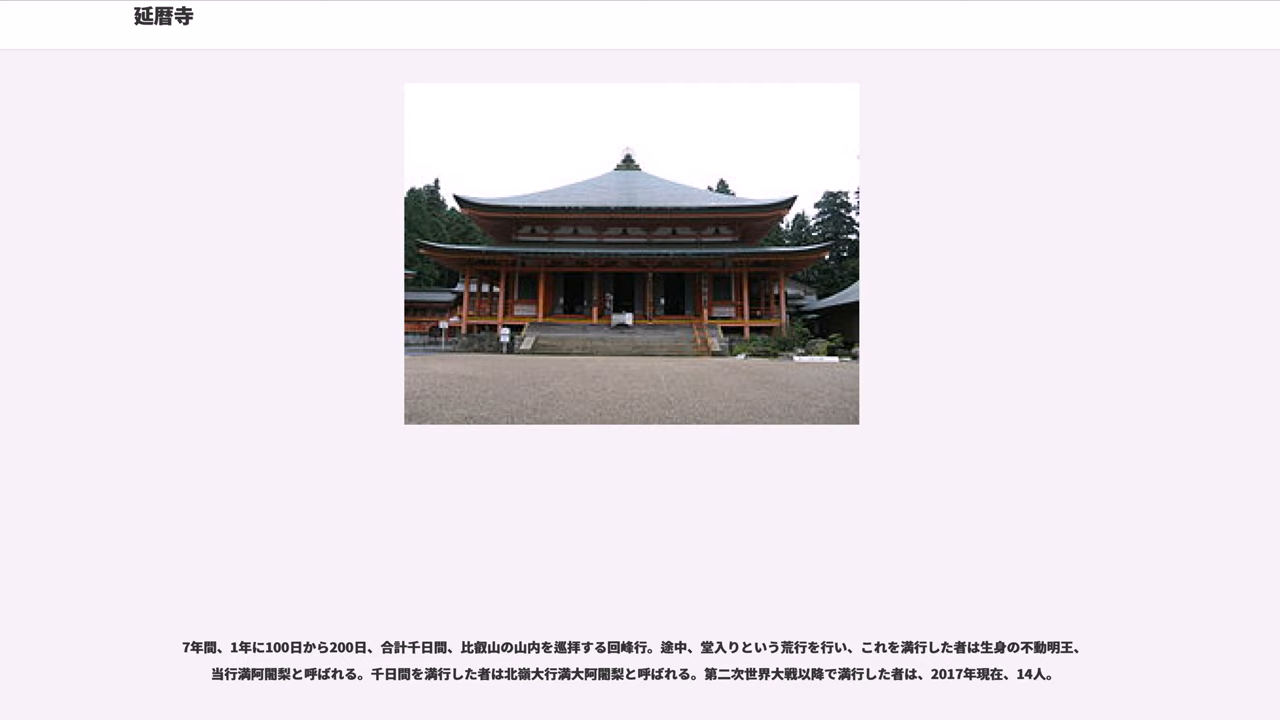 延暦寺
7年間、1年に100日から200日、合計千日間、比叡山の山内を巡拝する回峰行。途中、堂入りという荒行を行い、これを満行した者は生身の不動明王、
当行満阿闍梨と呼ばれる。千日間を満行した者は北嶺大行満大阿闍梨と呼ばれる。第二次世界大戦以降で満行した者は、2017年現在、14人。